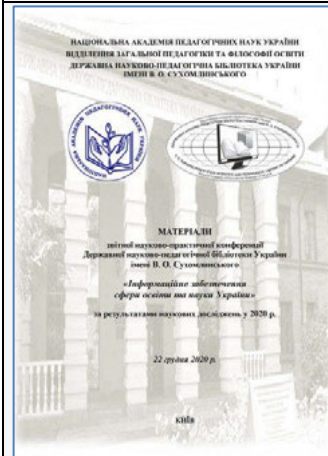 НАЦІОНАЛЬНА АКАДЕМІЯ ПЕДАГОГІЧНИХ НАУК УКРАЇНИ
ВІДДІЛЕННЯ ЗАГАЛЬНОЇ ПЕДАГОГІКИ ТА ФІЛОСОФІЇ ОСВІТИ
ДЕРЖАВНА НАУКОВО-ПЕДАГОГІЧНА БІБЛІОТЕКА УКРАЇНИ
ІМЕНІ В. О. СУХОМЛИНСЬКОГО
МАТЕРІАЛИ
звітної науково-практичної конференції
Державної науково-педагогічної бібліотеки України
імені В. О. Сухомлинського
«Інформаційне забезпечення
сфери освіти та науки України»
за результатами наукових досліджень у 2020 р.
22 грудня 2020 р.
КИЇВ